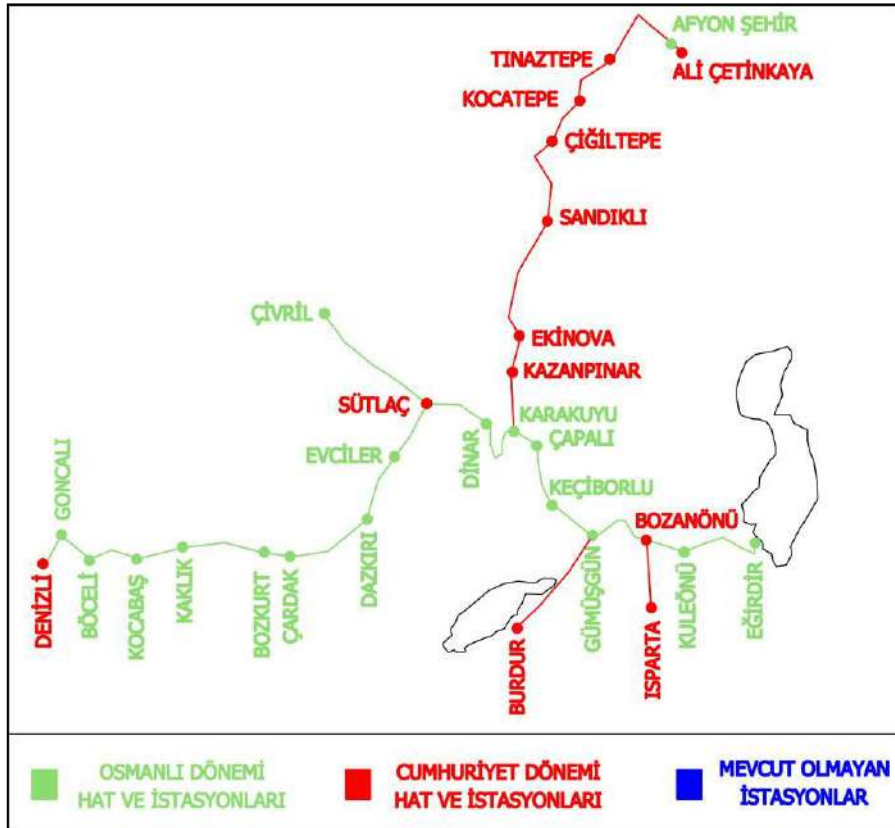 AFYON ŞEHİR
TINAZTEPE
ALİ ÇETİNKAYA
KOCATEPE
ÇİĞİLTEPE
SANDIKLI
ÇİVRİL
EKİNOVA
KAZANPINAR
SÜTLAÇ
KARAKUYU
ÇAPALI
DİNAR
EVCİLER
KEÇİBORLU
GONCALI
BOZANÖNÜ
DENİZLİ
BÖCELİ
KOCABAŞ
KAKLIK
BOZKURT
ÇARDAK
DAZKIRI
BURDUR
GÜMÜŞGÜN
ISPARTA
KULEÖNÜ
EĞİRDİR
OSMANLI DÖNEMİ
HAT VE İSTASYONLARI
CUMHURİYET DÖNEMİ
HAT VE İSTASYONLARI
MEVCUT OLMAYAN
İSTASYONLAR